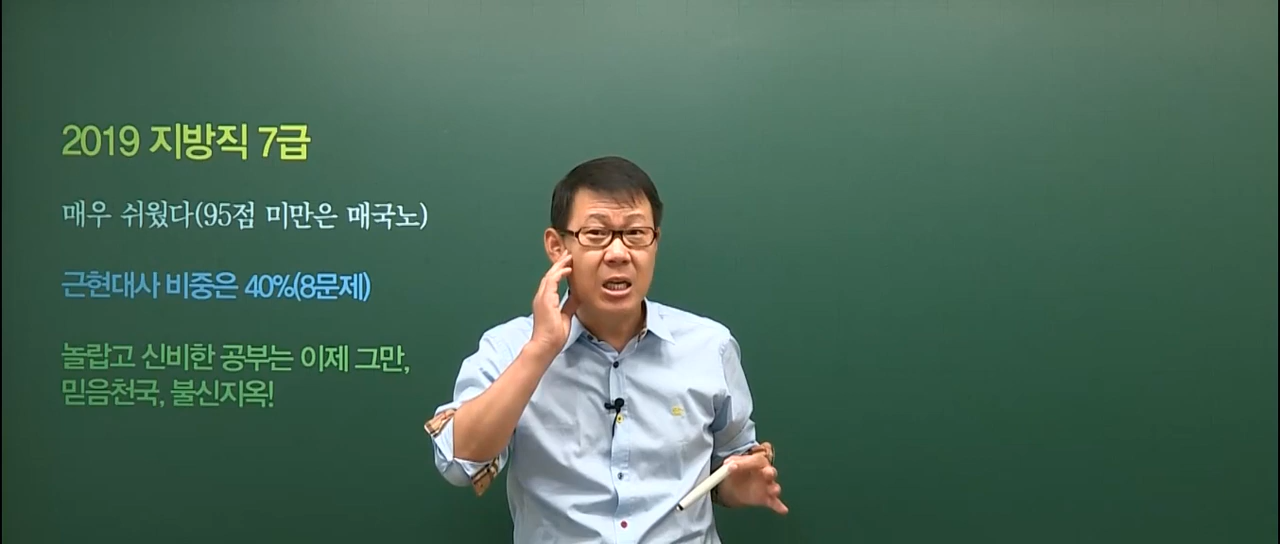 2019 지방직 7급
매우 쉬웠다(95점 미만은 매국노)
근현대사 비중은 40%(8문제)
놀랍고 신비한 공부는 이제 그만,
믿음천국, 불신지옥!